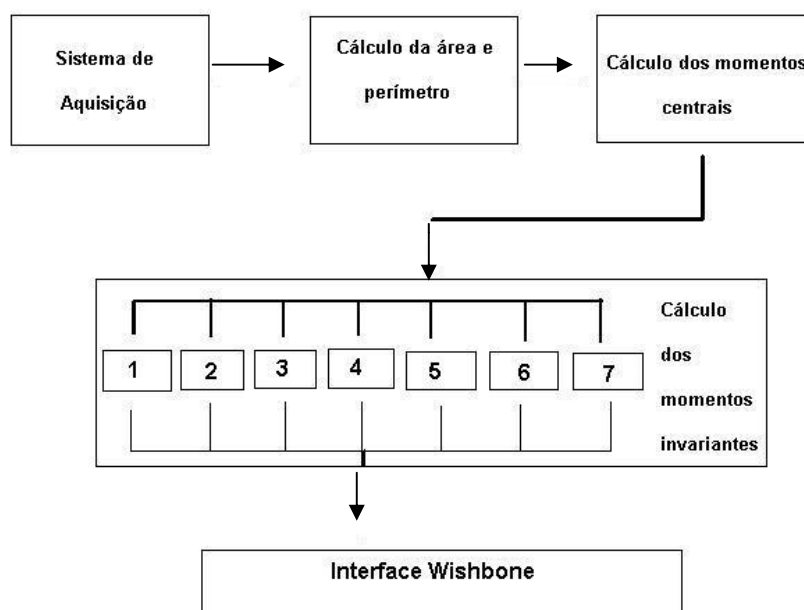 Sistema de
Aquisição
Cálculo da área e
perímetro
Cálculo dos momentos
centrais
1 2 3 4 5 6 7
Cálculo
dos
momentos
invariantes
Interface Wishbone